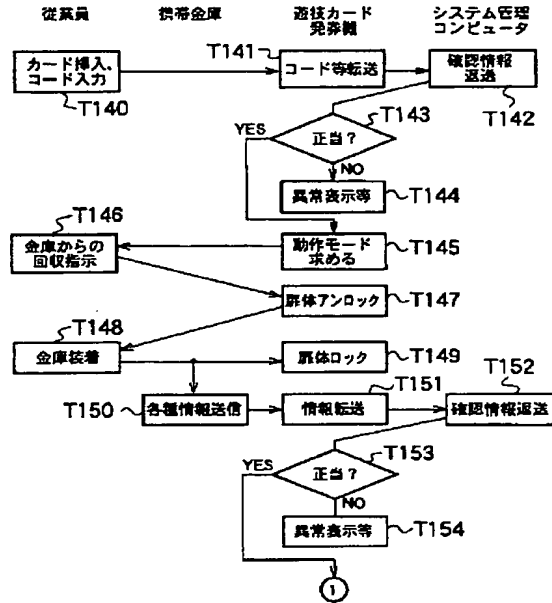 従業員
携帯金庫
遊技カード
発券機
システム管理
コンピュータ
カード挿入、
コード入力
T140
T141
コード等転送
確認情報
返送
T142
T143
YES
正当?
NO
異常表示等
T144
T146
金庫からの
回収指示
動作モード
求める
T145
扉体アンロック
T147
T148
金庫装着
扉体ロック
T149
T150
各種情報送信
T151
情報転送
T152
確認情報返送
T153
YES
正当?
NO
異常表示等
T154
1